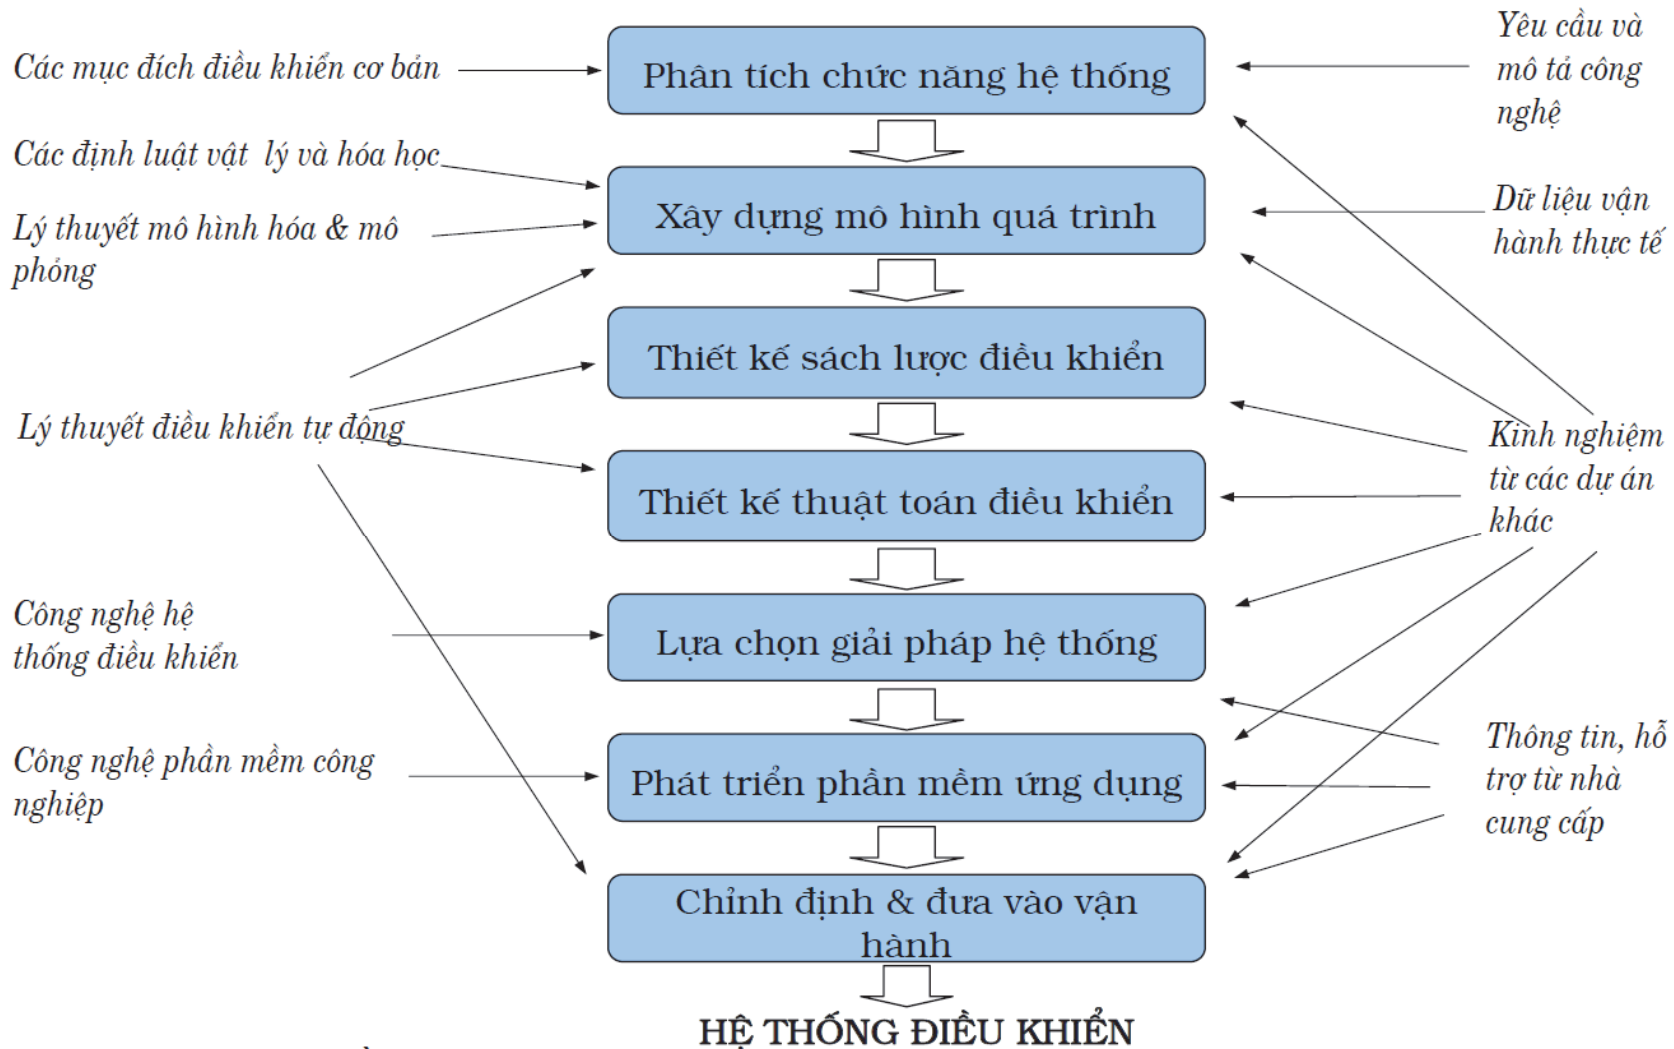 Các mục đích điều khiển cơ bản
Phân tích chức năng hệ thống
Yêu cầu và
mô tả công
nghệ
Các định luật vật  lý và hóa học
Lý thuyết mô hình hóa & mô
phỏng
Xây dựng mô hình quá trình
Dữ liệu vận
hành thực tế
Thiết kế sách lược điều khiển
Lý thuyết điều khiển tự động
Thiết kế thuật toán điều khiển
Kinh nghiệm
từ các dự án
khác
Công nghệ hệ
thống điều khiển
Lựa chọn giải pháp hệ thống
Công nghệ phần mềm công
nghiệp
Phát triển phần mềm ứng dụng
Thông tin, hỗ
trợ từ nhà
cung cấp
Chỉnh định & đưa vào vận
hành
HỆ THỐNG ĐIỀU KHIỂN